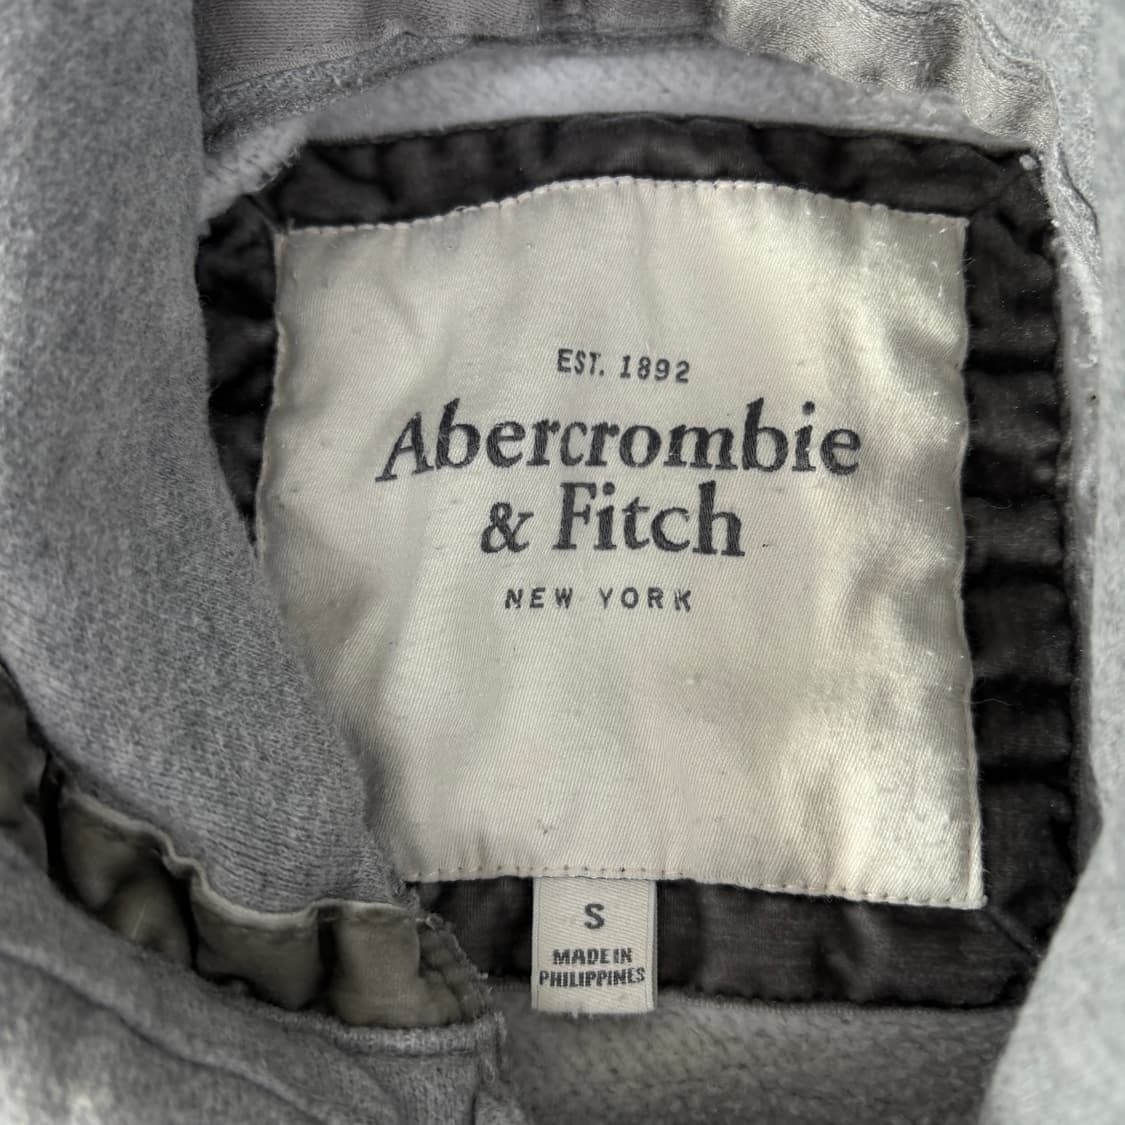 EST. 1892
Abercrombie
& Fitch
NEW YORK
S
MADE IN
PHILIPPINES